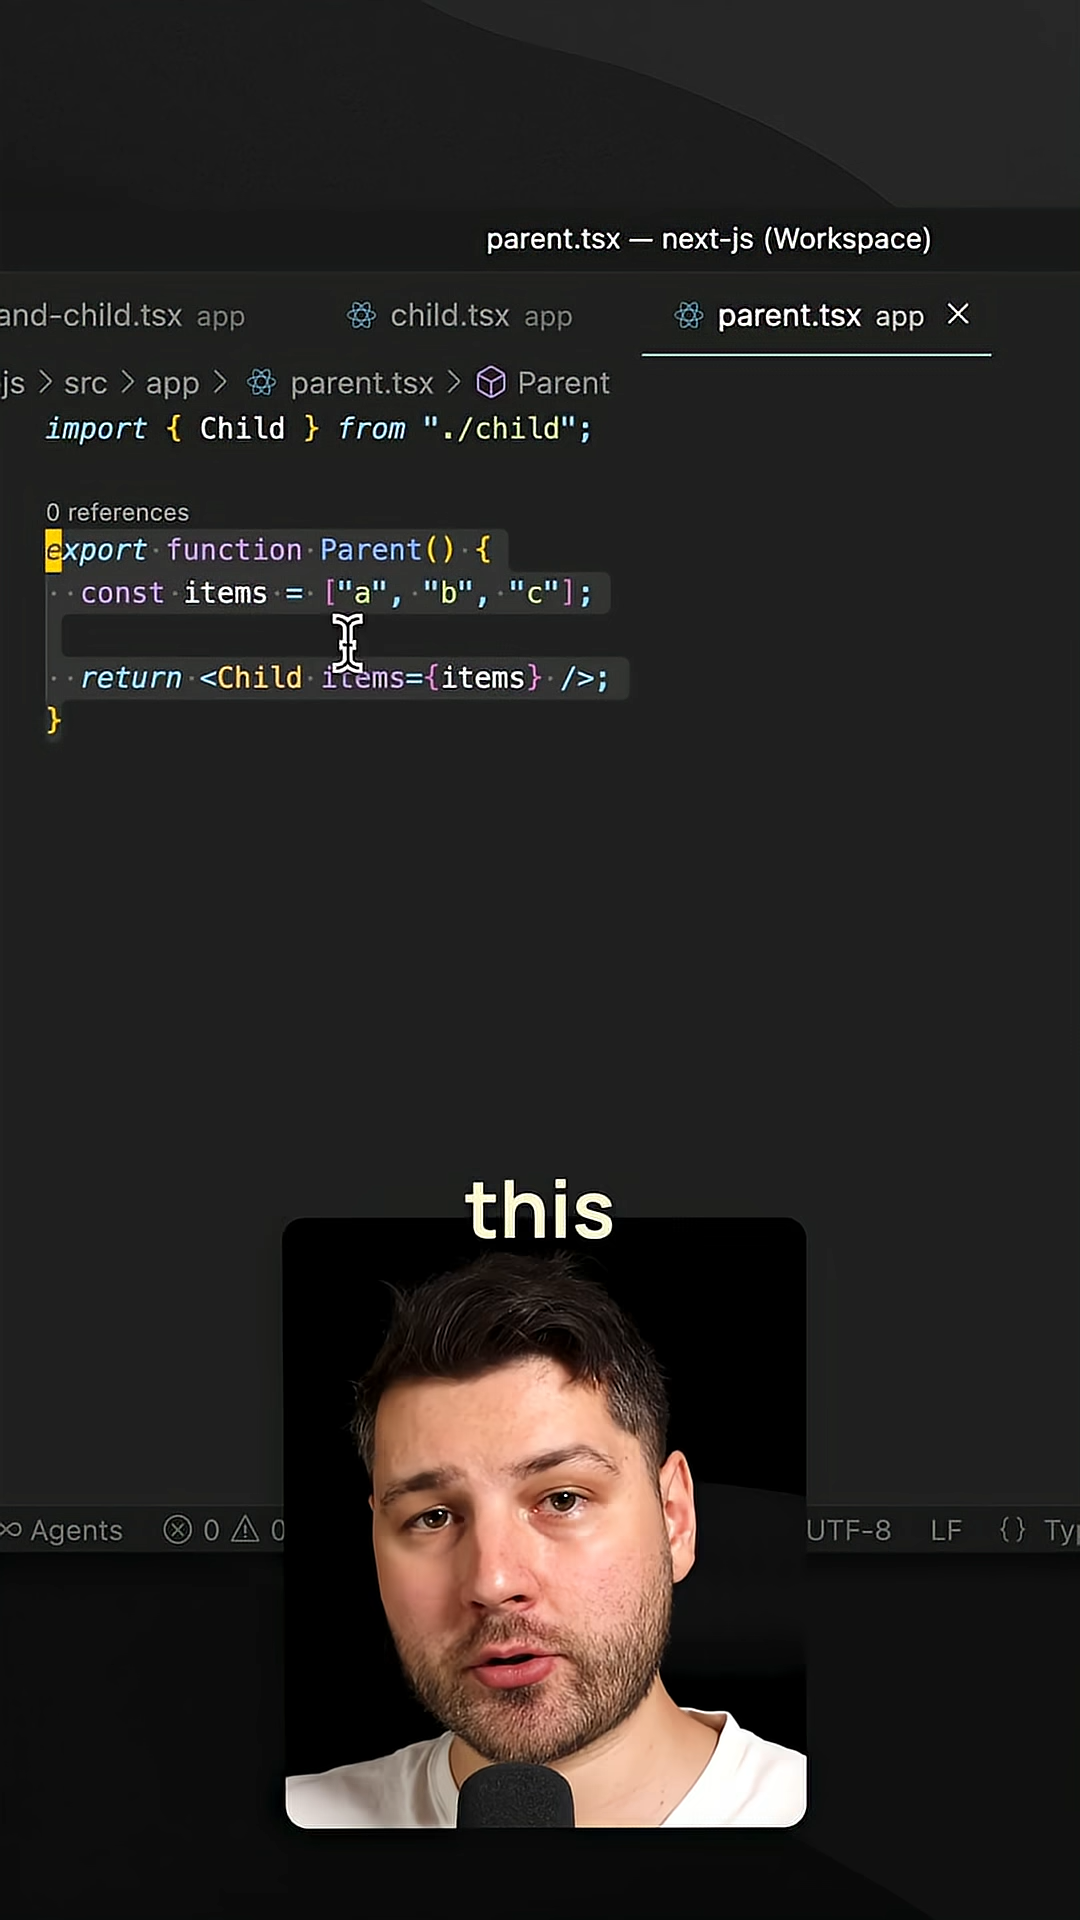 parent.tsx — next-js (Workspace)
and-child.tsx app child.tsx app parent.tsx app
js > src > app > parent.tsx > Parent
import { Child } from "./child";
0 references
export function Parent() {
const items = ["a", "b", "c"];
return <Child items={items} />;
}
this
Agents 0 0 UTF-8 LF {} Typ